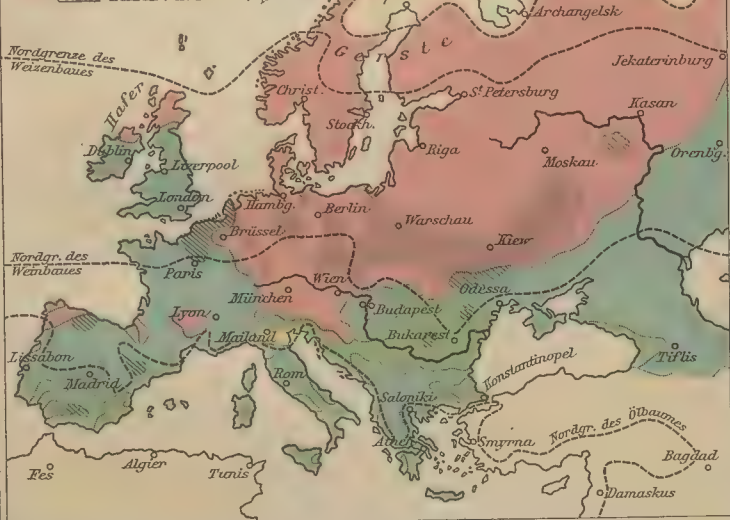 Archangelsk
Nordgrenze des
Weizenbaues
Gerste
Jekaterinburg
Hafer
Christ.
St. Petersburg
Stockh.
Kasan
Dublin
Liverpool
Riga
Moskau
Orenbg.
London
Hambg.
Berlin
Warschau
Brüssel
Kiew
Nordgr. des
Weinbaues
Paris
Wien
München
Odessa
Lyon
Budapest
Mailand
Bukarest
Lissabon
Madrid
Rom
Konstantinopel
Tiflis
Saloniki
Athen
Smyrna
Nordgr. des Ölbaumes
Bagdad
Fes
Algier
Tunis
Damaskus